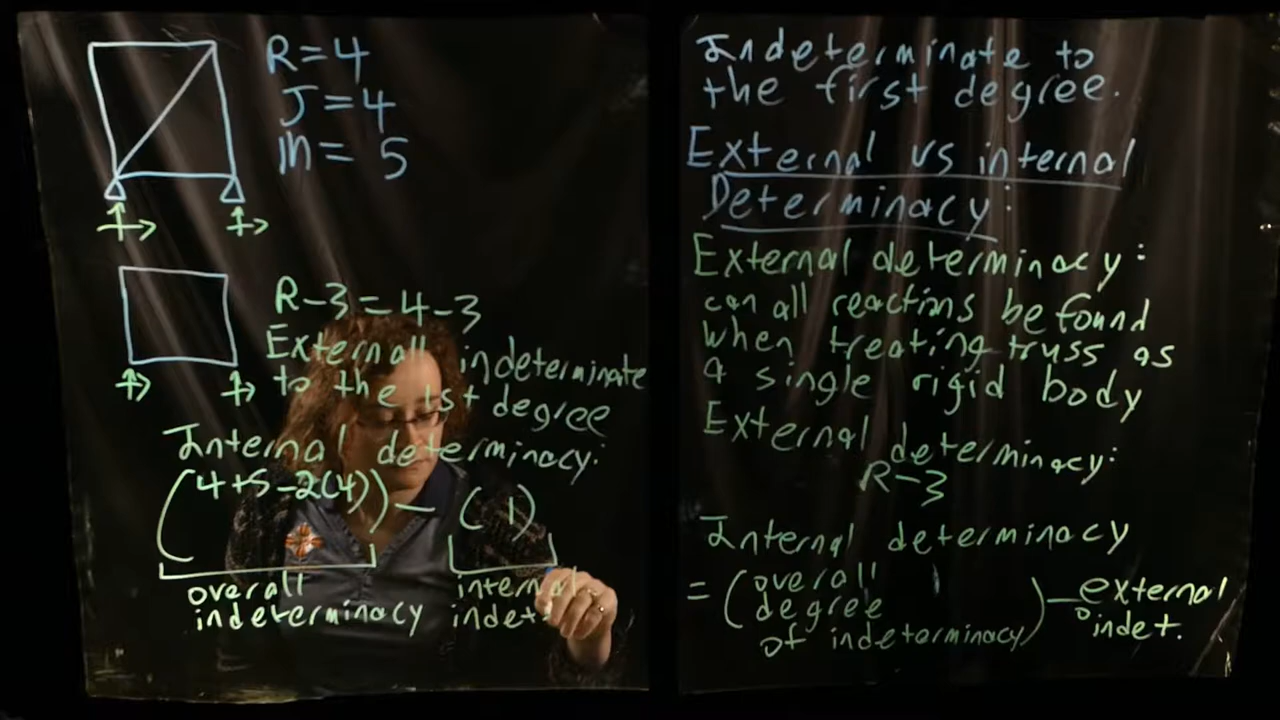 R=4
J=4
m=5
R-3=4-3
Externall indeterminate
to the 1st degree
Internal determinacy:
(4+5-2(4)) - (1)
overall internal
indeterminacy indet.
Indeterminate to
the first degree.
External vs internal
Determinacy:
External determinacy:
can all reactions be found
when treating truss as
a single rigid body
External determinacy:
R-3
Internal determinacy
= (overall
degree
of indeterminacy) - external
indet.